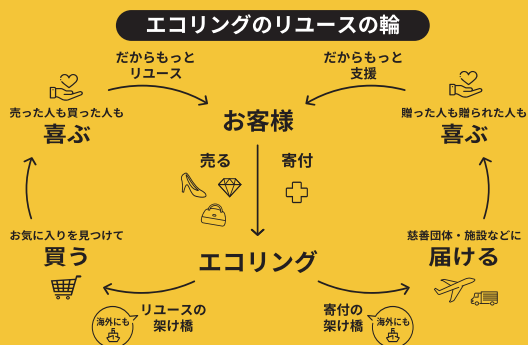 エコリングのリユースの輪
だからもっと
リユース
だからもっと
支援
売った人も買った人も
喜ぶ
お客様
贈った人も贈られた人も
喜ぶ
売る
寄付
お気に入りを見つけて
買う
エコリング
慈善団体・施設などに
届ける
海外にも
リユースの
架け橋
寄付の
架け橋
海外にも